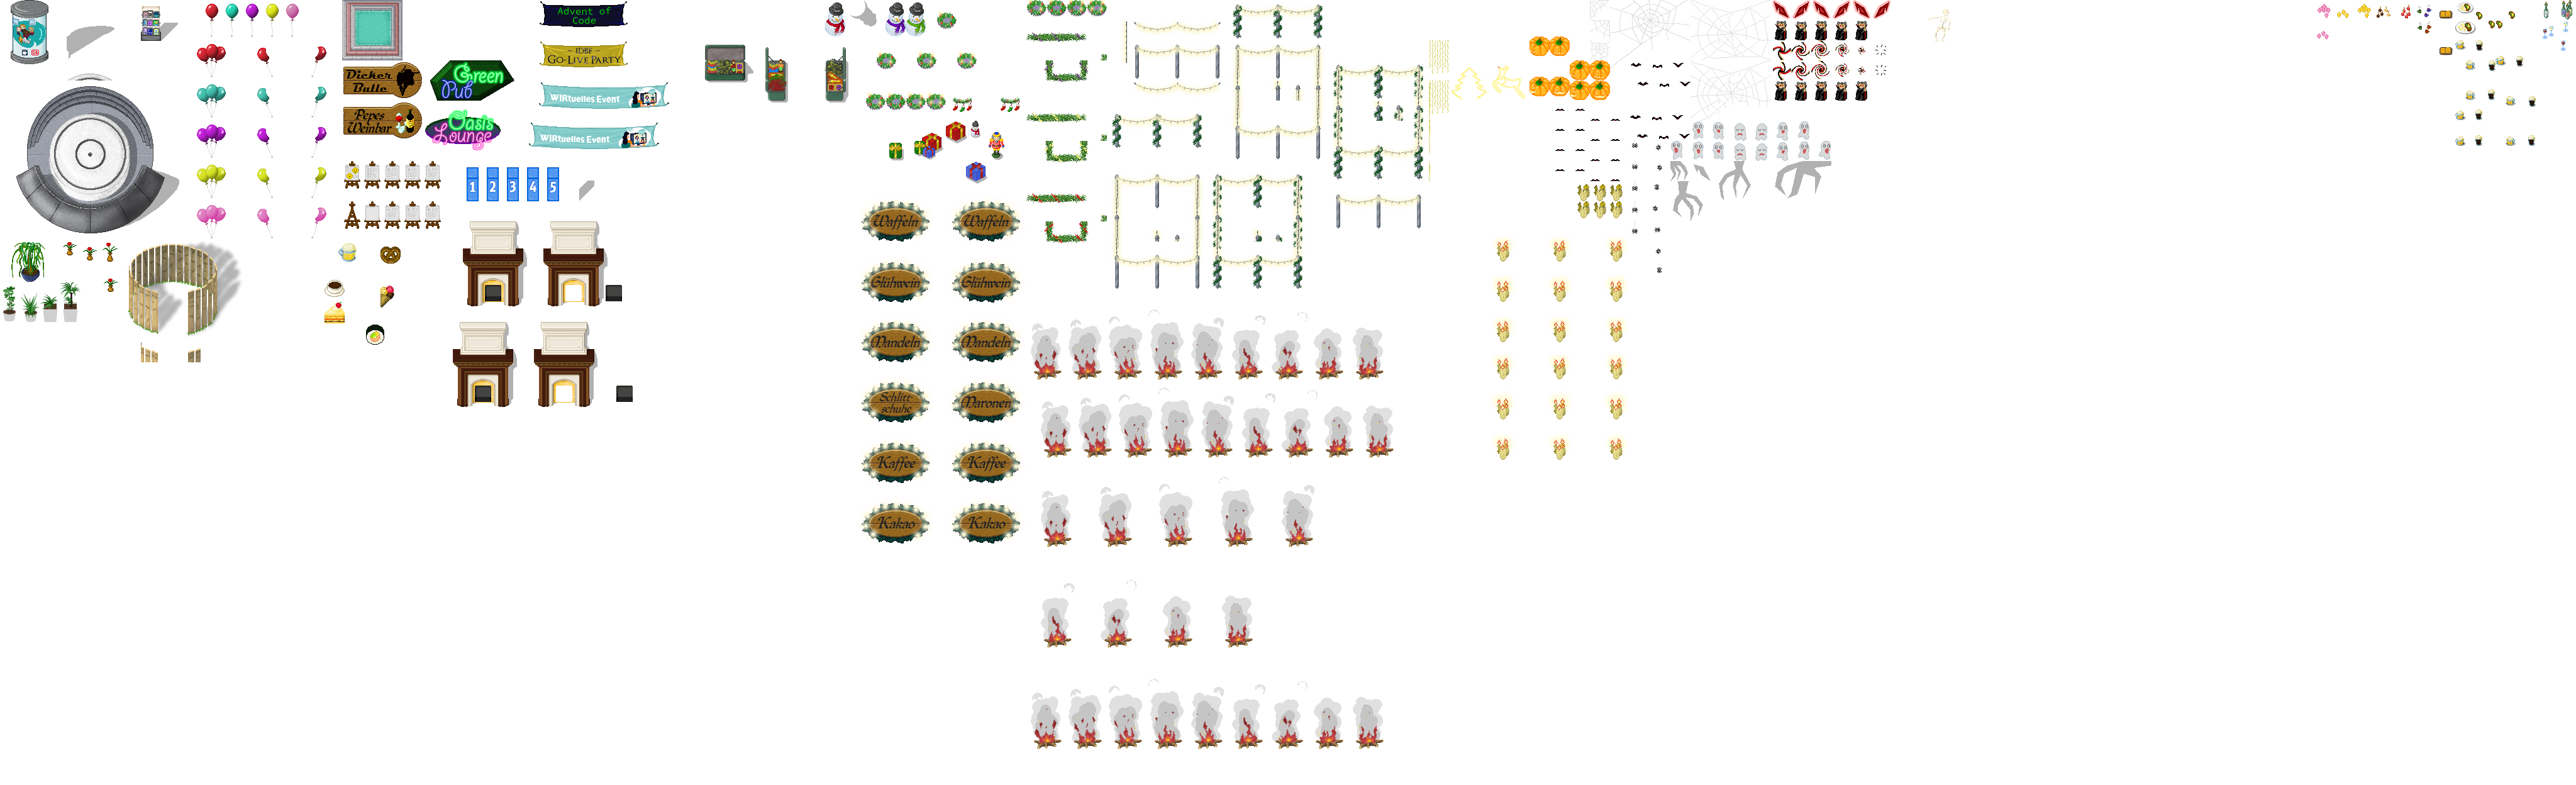 Advent of
Code
- IDBF -
GO-LIVE PARTY
WIRtuelles Event
WIRtuelles Event
Dicker
Bulle
Green
Pub
Pepes
Weinbar
Oasis
Lounge
1 2 3 4 5
Waffeln Waffeln
Glühwein Glühwein
Mandeln Mandeln
Schlitt
schuhe
Maronen
Kaffee Kaffee
Kakao Kakao